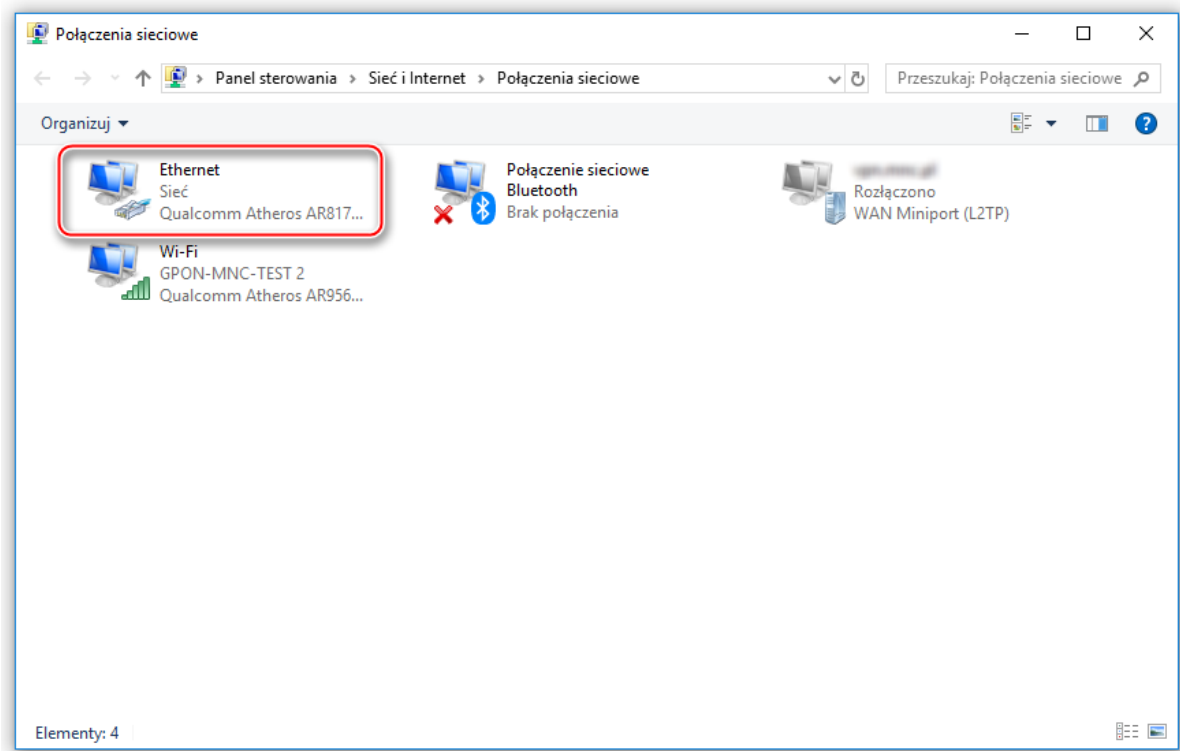 Połączenia sieciowe
Panel sterowania > Sieć i Internet > Połączenia sieciowe
Przeszukaj: Połączenia sieciowe
Organizuj
Ethernet
Sieć
Qualcomm Atheros AR817...
Połączenie sieciowe
Bluetooth
Brak połączenia
Rozłączono
WAN Miniport (L2TP)
Wi-Fi
GPON-MNC-TEST 2
Qualcomm Atheros AR956...
Elementy: 4